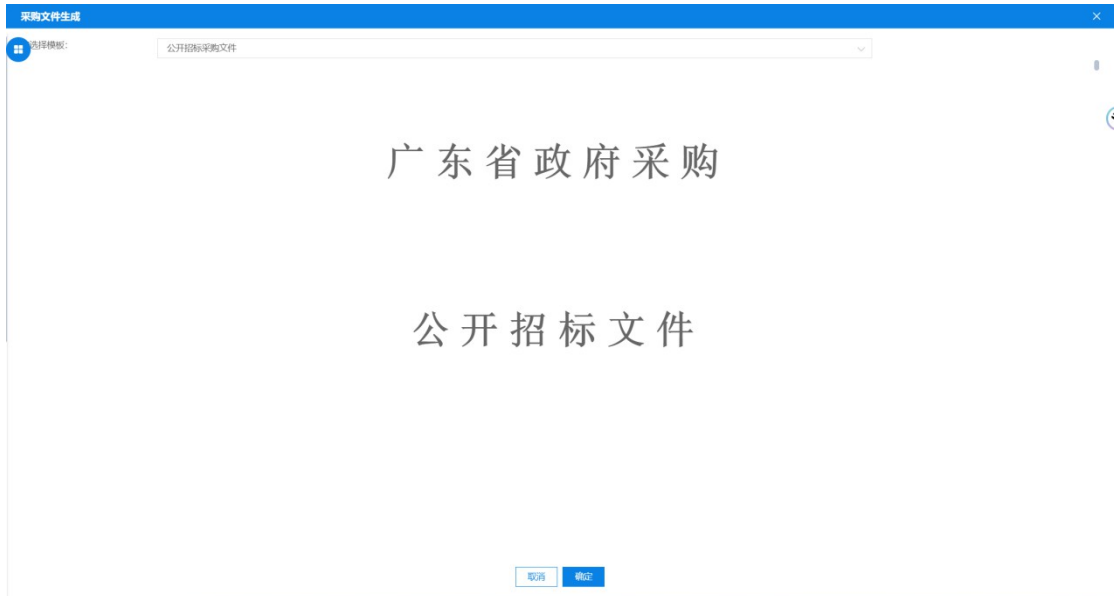 采购文件生成
选择模板:
公开招标采购文件
广东省政府采购
公开招标文件
取消 确定